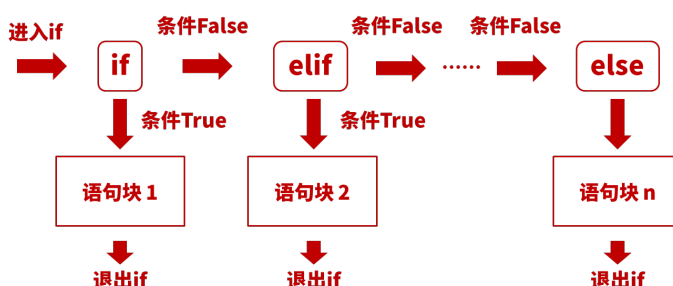 进入if
条件False
条件False
条件False
if
elif
······
else
条件True
条件True
语句块 1
语句块 2
语句块 n
退出if
退出if
退出if